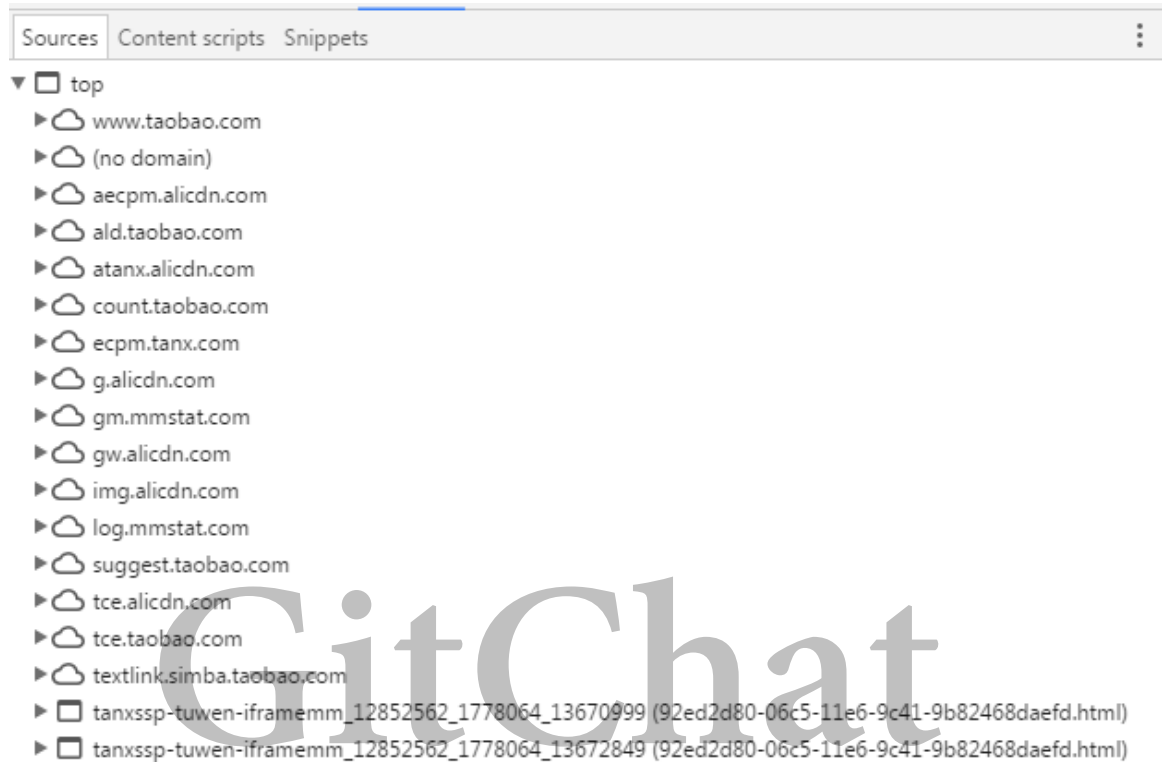 Sources Content scripts Snippets
top
www.taobao.com
(no domain)
aecpm.alicdn.com
ald.taobao.com
atanx.alicdn.com
count.taobao.com
ecpm.tanx.com
g.alicdn.com
gm.mmstat.com
gw.alicdn.com
img.alicdn.com
log.mmstat.com
suggest.taobao.com
tce.alicdn.com
tce.taobao.com
textlink.simba.taobao.com
tanxssp-tuwen-iframemm_12852562_1778064_13670999 (92ed2d80-06c5-11e6-9c41-9b82468daefd.html)
tanxssp-tuwen-iframemm_12852562_1778064_13672849 (92ed2d80-06c5-11e6-9c41-9b82468daefd.html)
GitChat